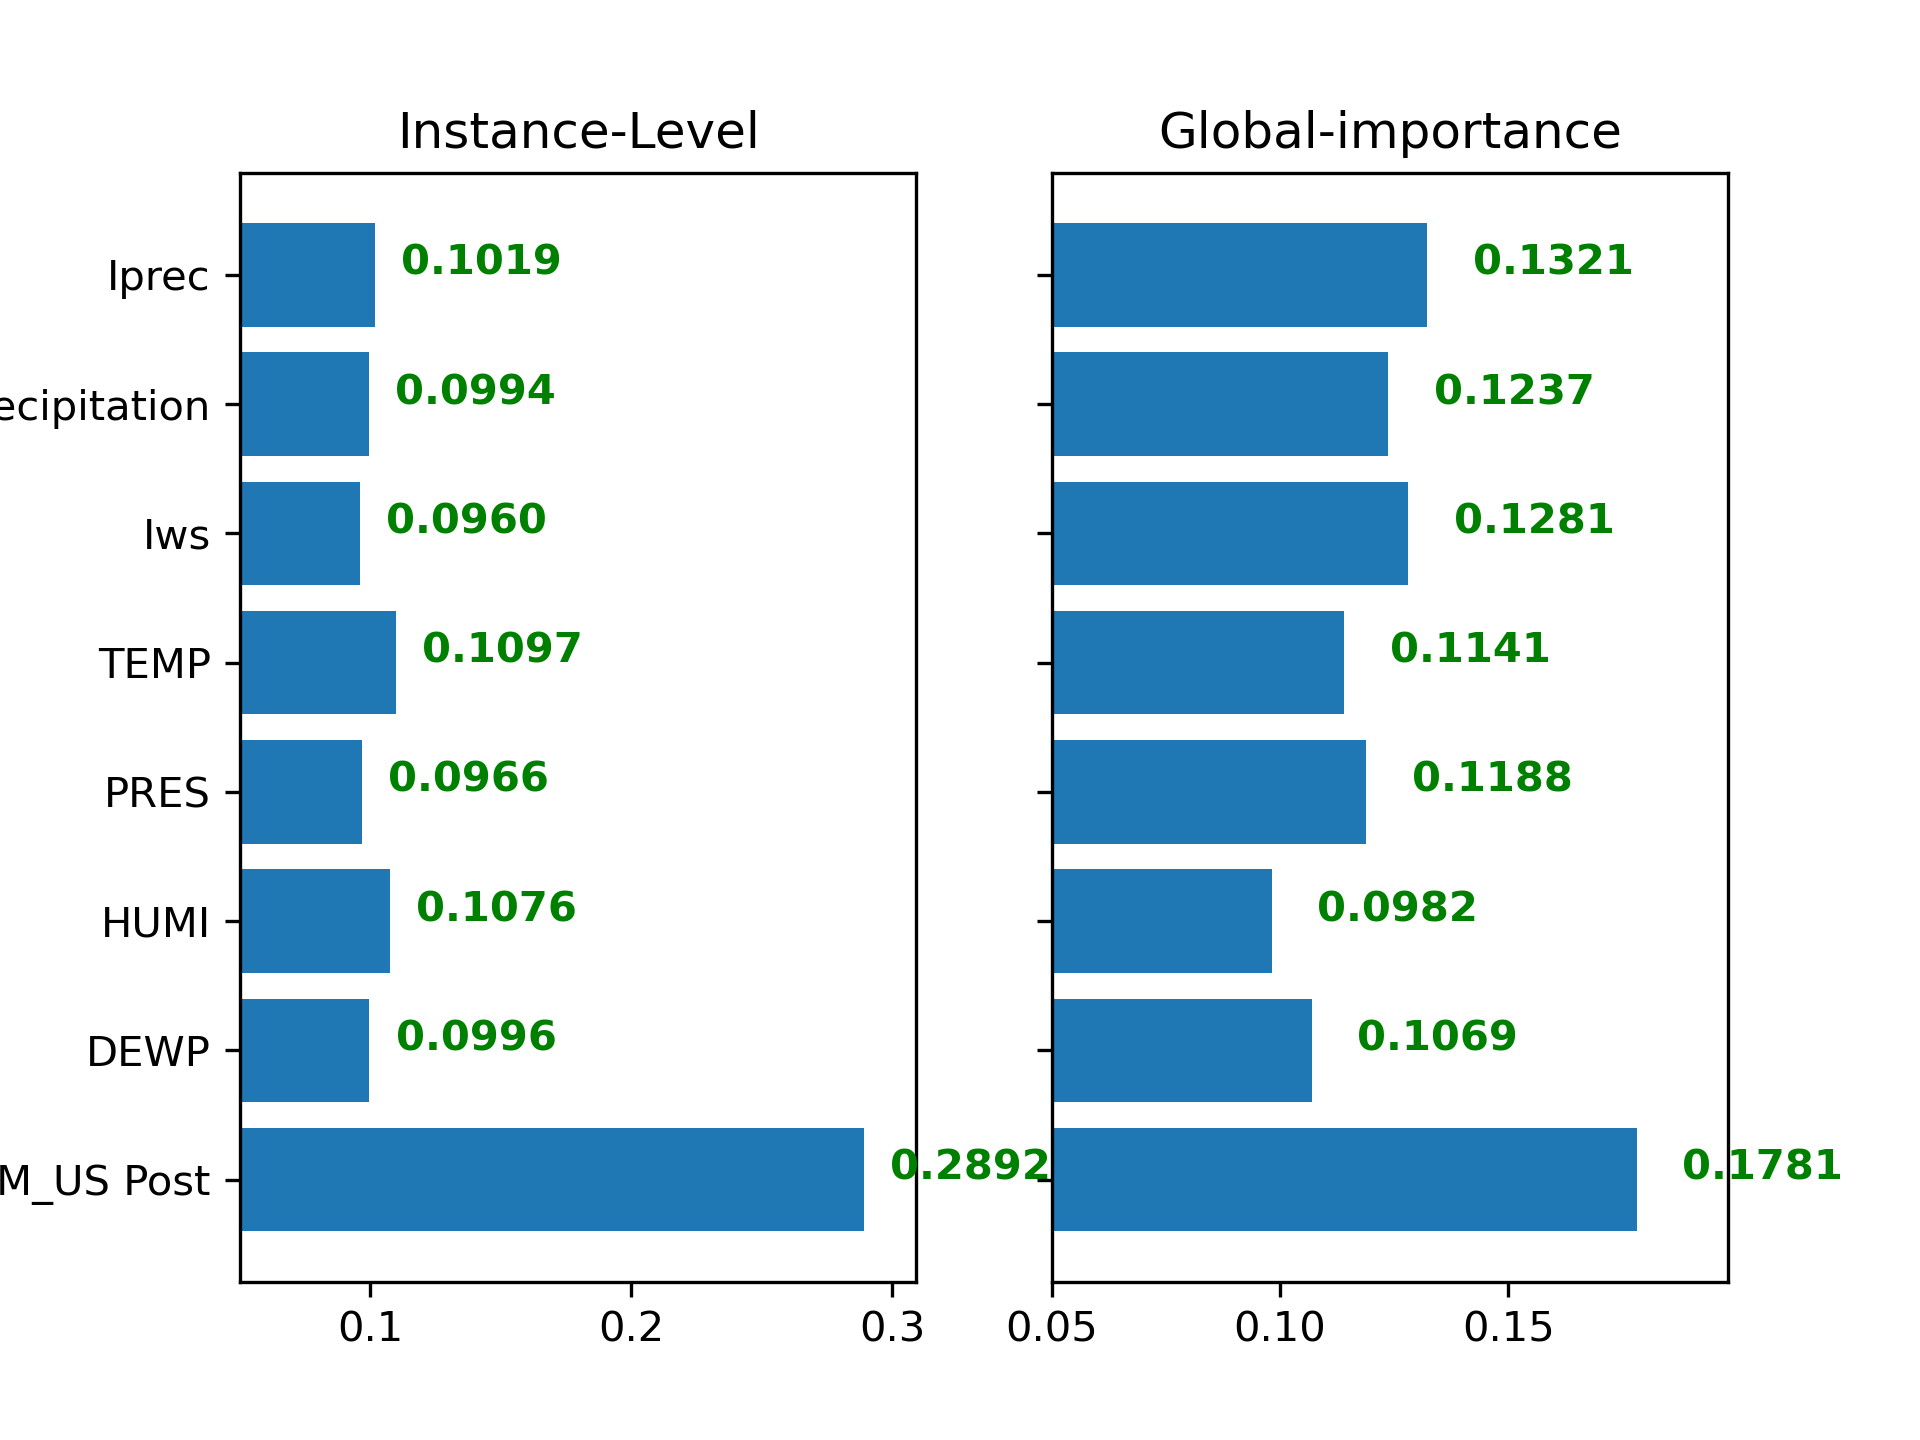 Instance-Level
Global-importance
Iprec
0.1019
0.1321
ecipitation
0.0994
0.1237
Iws
0.0960
0.1281
TEMP
0.1097
0.1141
PRES
0.0966
0.1188
HUMI
0.1076
0.0982
DEWP
0.0996
0.1069
M_US Post
0.2892
0.1781
0.1 0.2 0.3
0.05 0.10 0.15